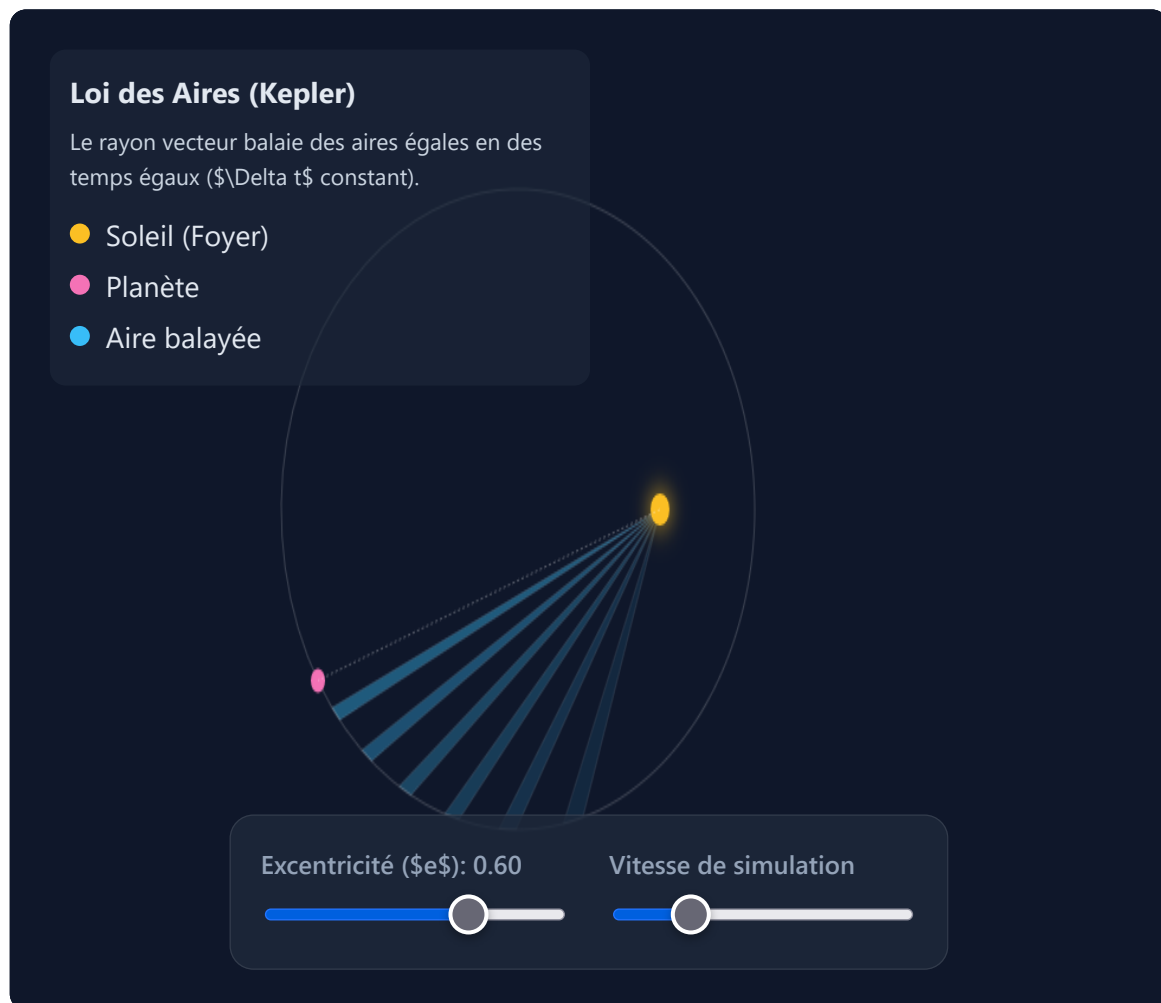 Loi des Aires (Kepler)
Le rayon vecteur balaie des aires égales en des
temps égaux ($\Delta t$ constant).
Soleil (Foyer)
Planète
Aire balayée
Excentricité ($e$): 0.60
Vitesse de simulation